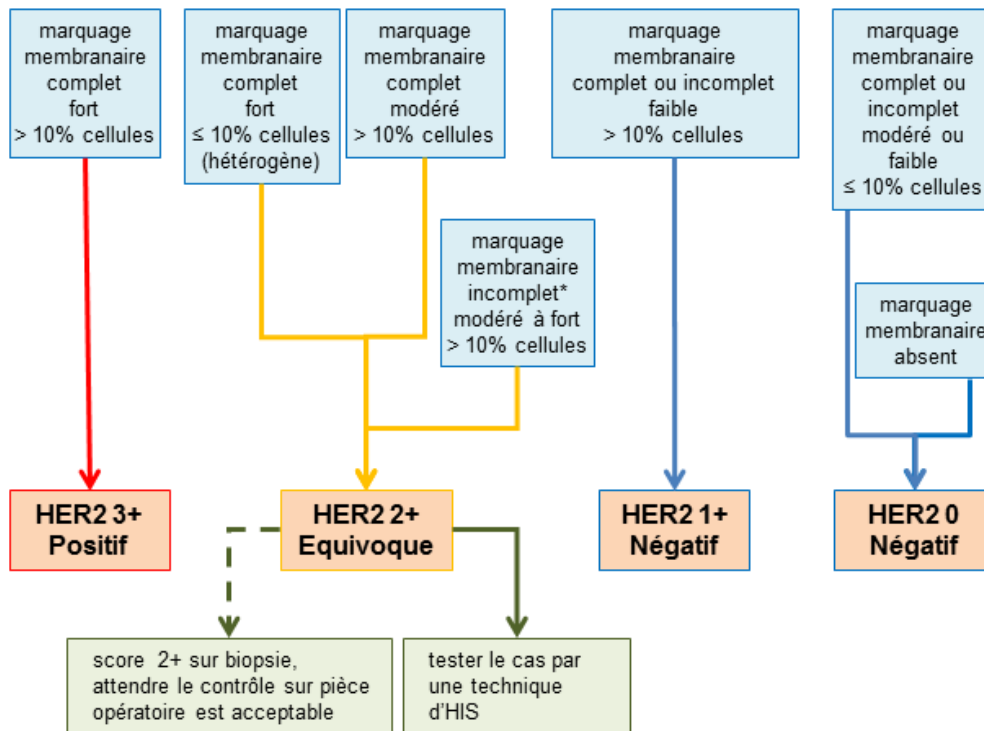 marquage
membranaire
complet
fort
> 10% cellules
marquage
membranaire
complet
fort
≤ 10% cellules
(hétérogène)
marquage
membranaire
complet
modéré
> 10% cellules
marquage
membranaire
complet ou incomplet
faible
> 10% cellules
marquage
membranaire
complet ou
incomplet
modéré ou
faible
≤ 10% cellules
marquage
membranaire
incomplet*
modéré à fort
> 10% cellules
marquage
membranaire
absent
HER2 3+
Positif
HER2 2+
Equivoque
HER2 1+
Négatif
HER2 0
Négatif
score 2+ sur biopsie,
attendre le contrôle sur pièce
opératoire est acceptable
tester le cas par
une technique
d'HIS